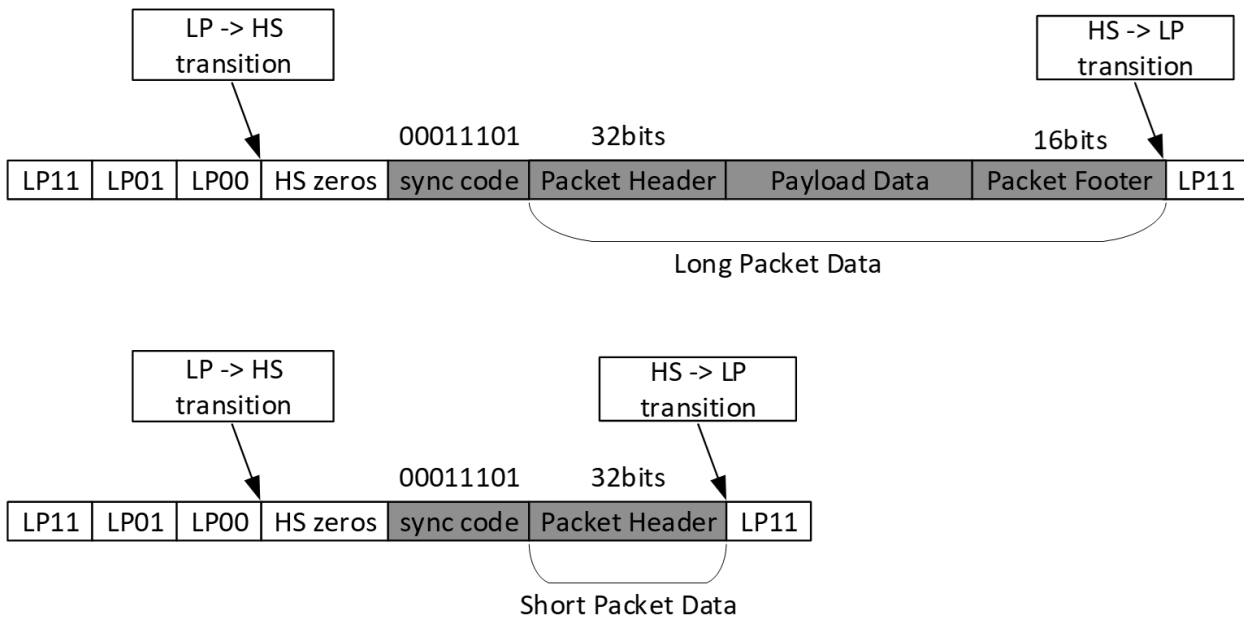 LP -> HS
transition
HS -> LP
transition
00011101
32bits
16bits
LP11 LP01 LP00 HS zeros sync code Packet Header Payload Data Packet Footer LP11
Long Packet Data
LP -> HS
transition
HS -> LP
transition
00011101
32bits
LP11 LP01 LP00 HS zeros sync code Packet Header LP11
Short Packet Data